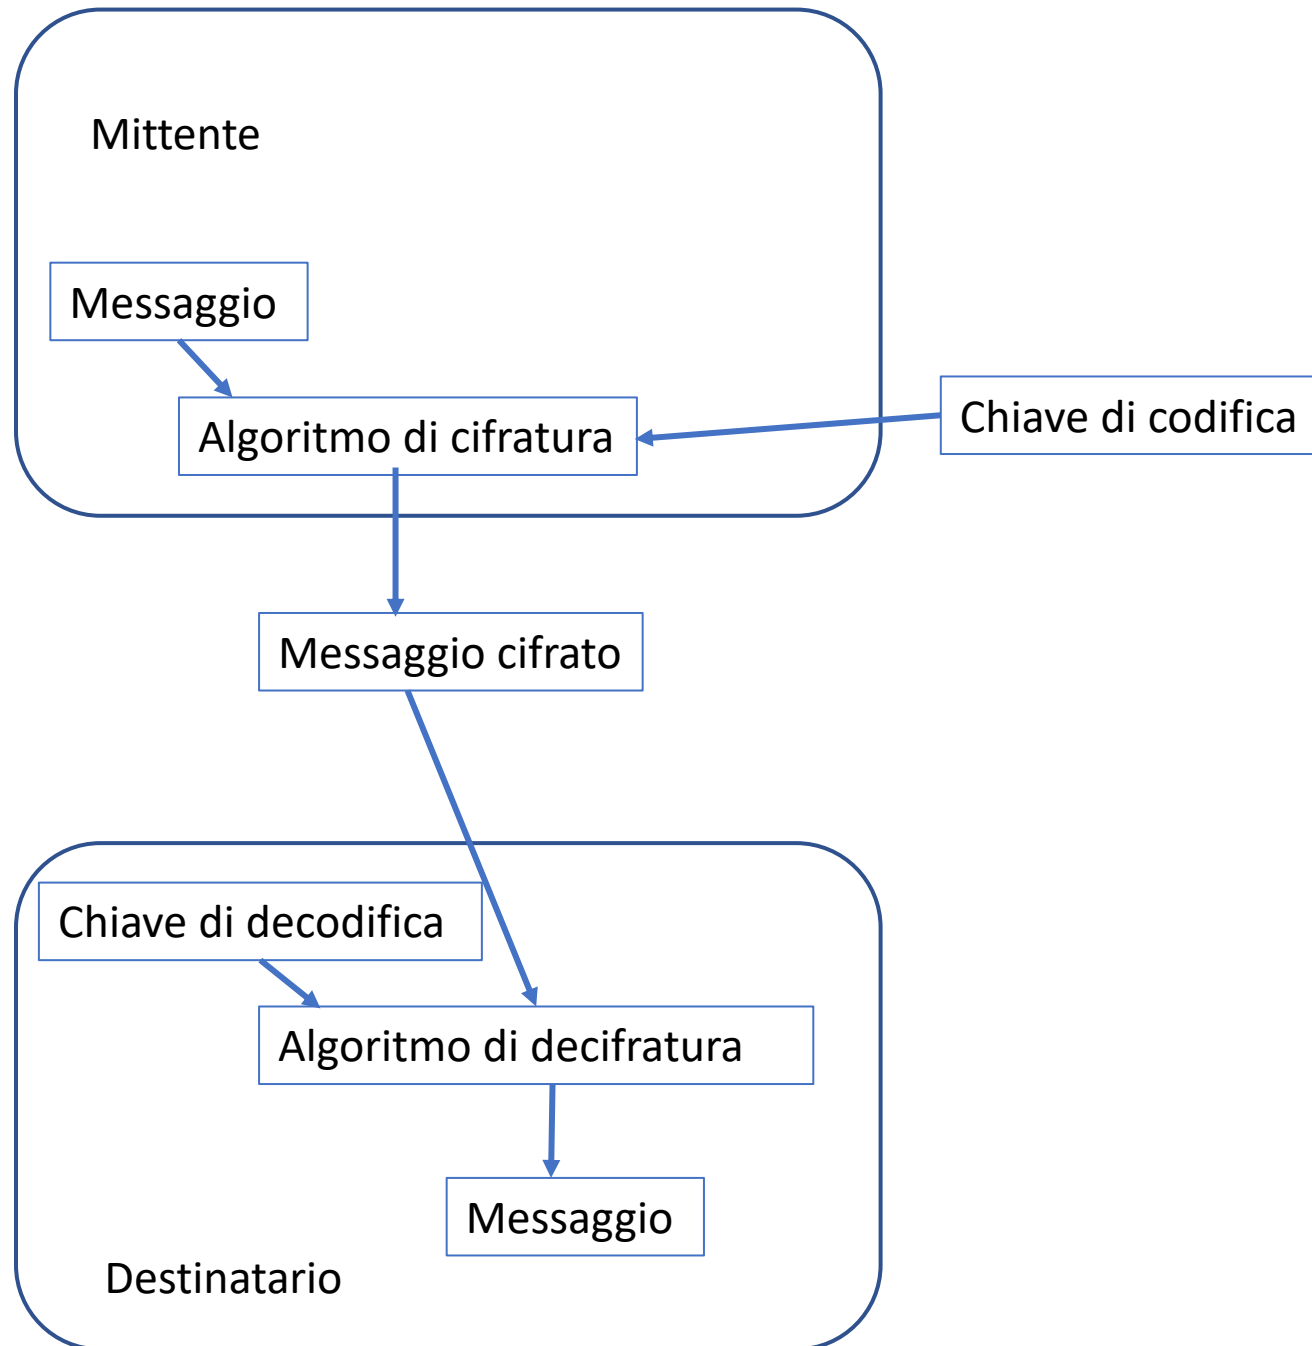 Mittente
Messaggio
Algoritmo di cifratura
Chiave di codifica
Messaggio cifrato
Chiave di decodifica
Algoritmo di decifratura
Messaggio
Destinatario